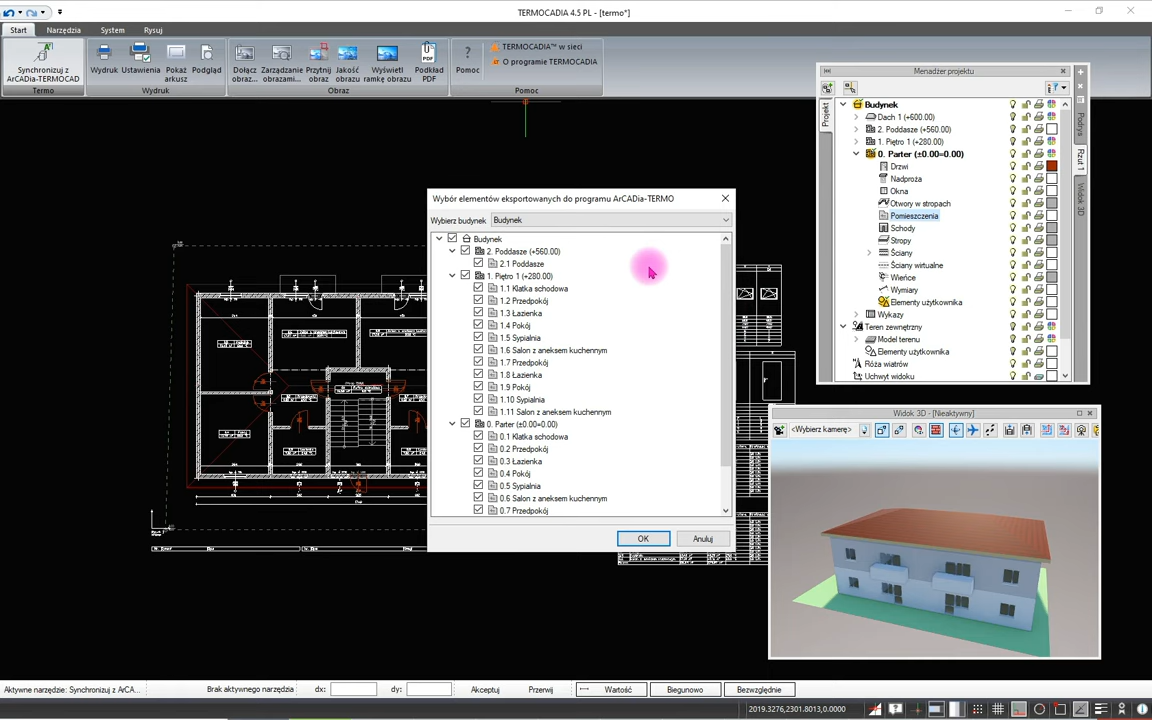 TERMOCADIA 4.5 PL - [termo*]
Start
Narzędzia
System
Rysuj
Synchronizuj z
ArCADia-TERMOCAD
Termo
Wydruk
Ustawienia
Pokaż
arkusz
Podgląd
Wydruk
Dołącz
obraz...
Zarządzanie
obrazami...
Przytnij
obraz
Jakość
obrazu
Wyświetl
ramkę obrazu
Podkład
PDF
Obraz
Pomoc
TERMOCADIA™ w sieci
O programie TERMOCADIA
Pomoc
Menadżer projektu
Projekt
Budynek
Dach 1 (+600.00)
2. Poddasze (+560.00)
1. Piętro 1 (+280.00)
0. Parter (±0.00=0.00)
Drzwi
Nadproża
Okna
Otwory w stropach
Pomieszczenia
Schody
Stropy
Ściany
Ściany wirtualne
Wieńce
Wymiary
Elementy użytkownika
Wykazy
Teren zewnętrzny
Model terenu
Elementy użytkownika
Róża wiatrów
Uchwyt widoku
Podrys
Rzut 1
Widok 3D
Wybór elementów eksportowanych do programu ArCADia-TERMO
Wybierz budynek
Budynek
Budynek
2. Poddasze (+560.00)
2.1 Poddasze
1. Piętro 1 (+280.00)
1.1 Klatka schodowa
1.2 Przedpokój
1.3 Łazienka
1.4 Pokój
1.5 Sypialnia
1.6 Salon z aneksem kuchennym
1.7 Przedpokój
1.8 Łazienka
1.9 Pokój
1.10 Sypialnia
1.11 Salon z aneksem kuchennym
0. Parter (±0.00=0.00)
0.1 Klatka schodowa
0.2 Przedpokój
0.3 Łazienka
0.4 Pokój
0.5 Sypialnia
0.6 Salon z aneksem kuchennym
0.7 Przedpokój
OK
Anuluj
Widok 3D - [Nieaktywny]
<Wybierz kamerę>
Aktywne narzędzie: Synchronizuj z ArCA...
Brak aktywnego narzędzia
dx:
dy:
Akceptuj
Przerwij
Wartość
Biegunowo
Bezwzględnie
2019.3276,2301.8013,0.0000